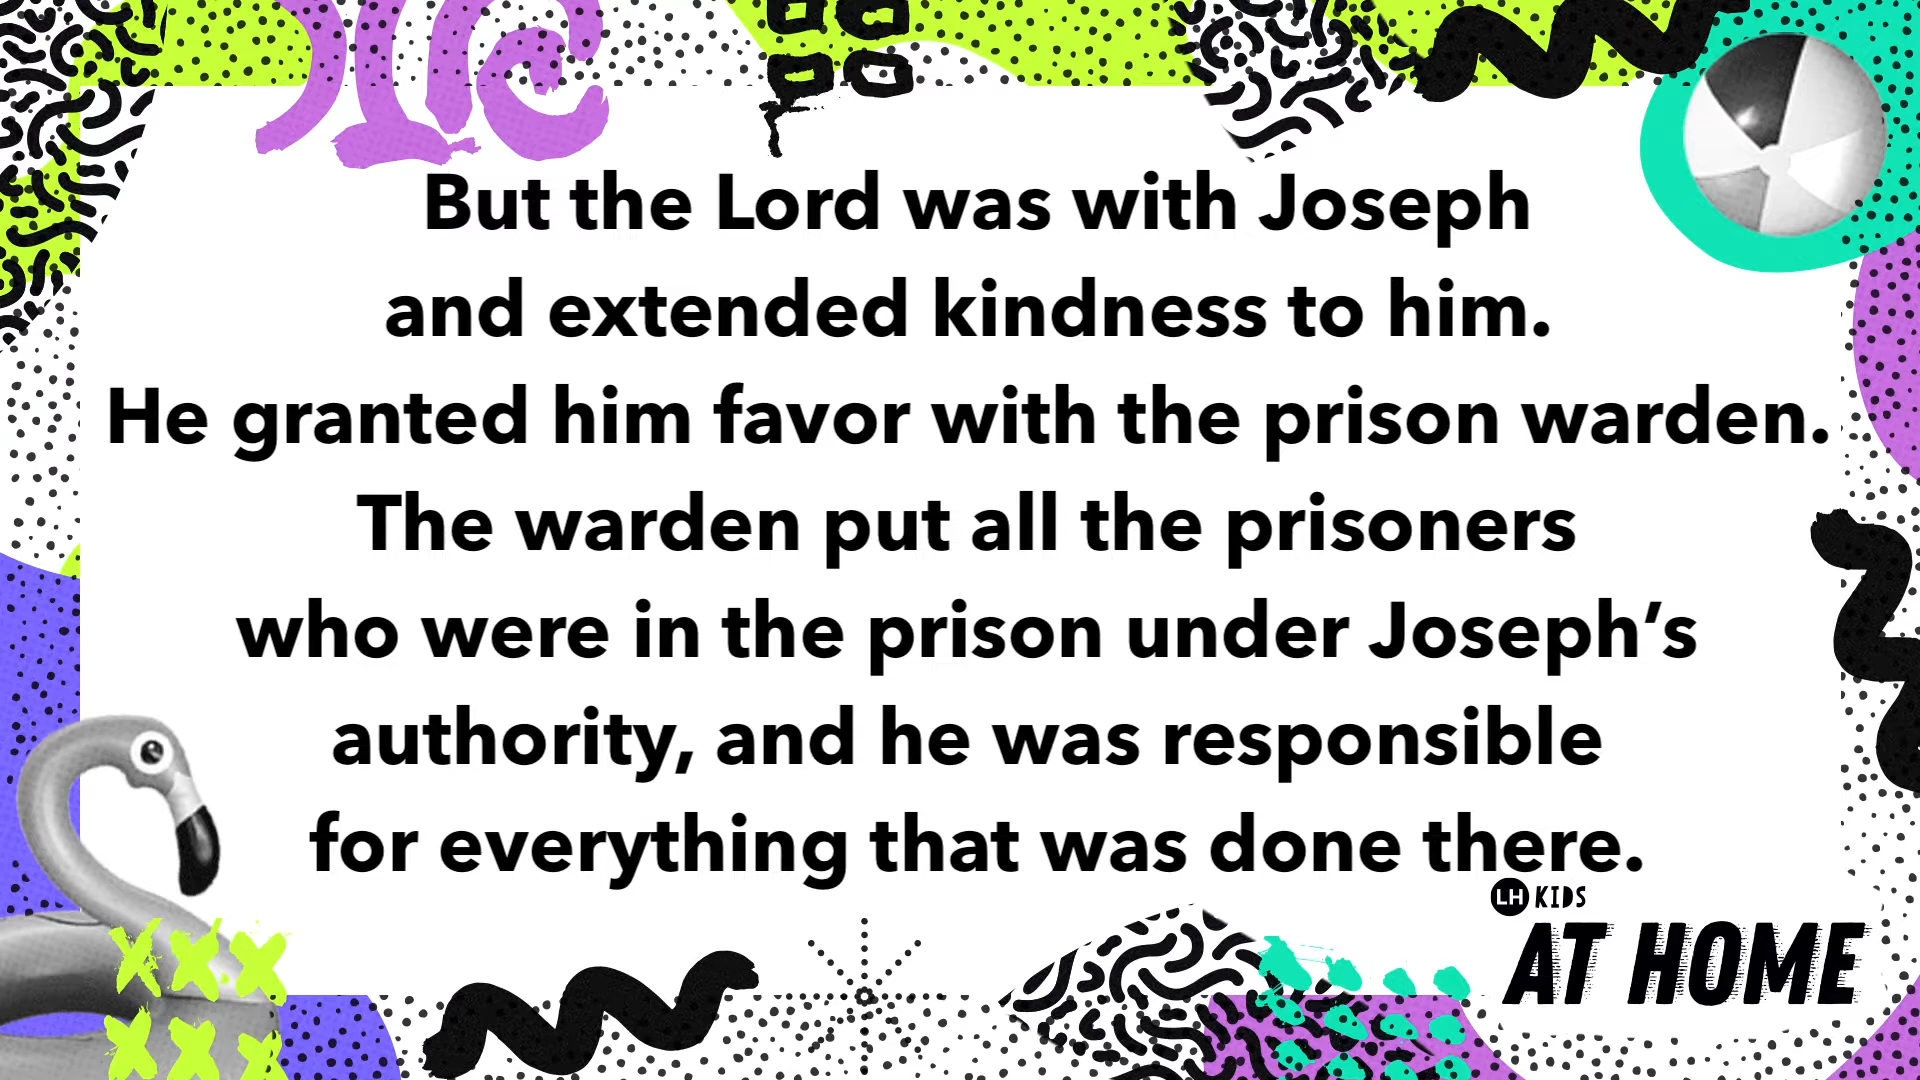 But the Lord was with Joseph
and extended kindness to him.
He granted him favor with the prison warden.
The warden put all the prisoners
who were in the prison under Joseph’s
authority, and he was responsible
for everything that was done there.
LH KIDS
AT HOME